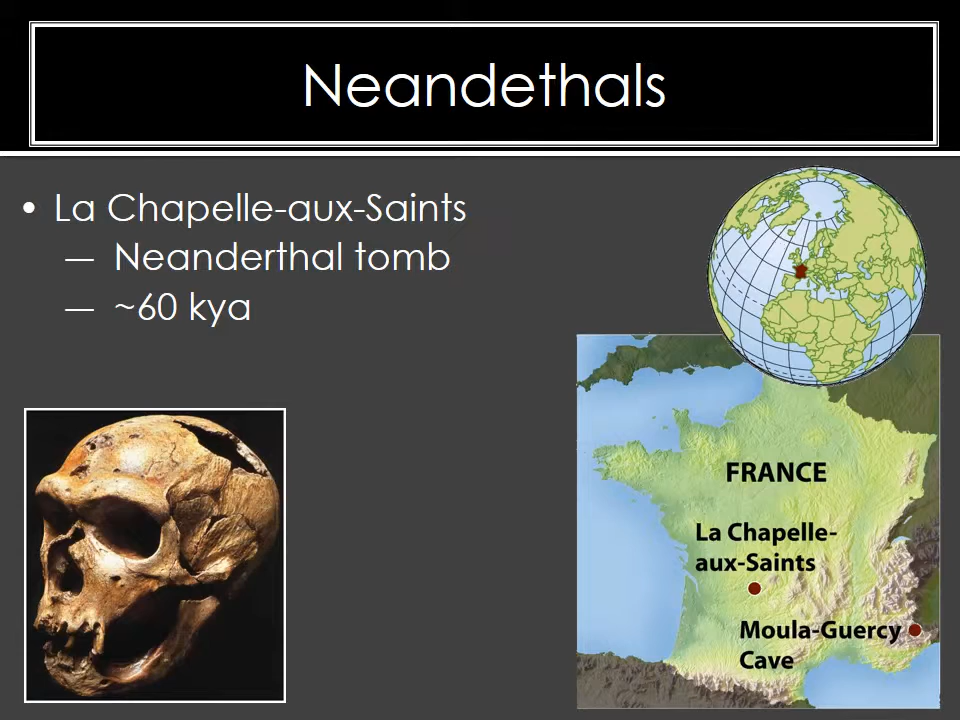 Neandethals
• La Chapelle-aux-Saints
— Neanderthal tomb
— ~60 kya
FRANCE
La Chapelle-
aux-Saints
Moula-Guercy
Cave